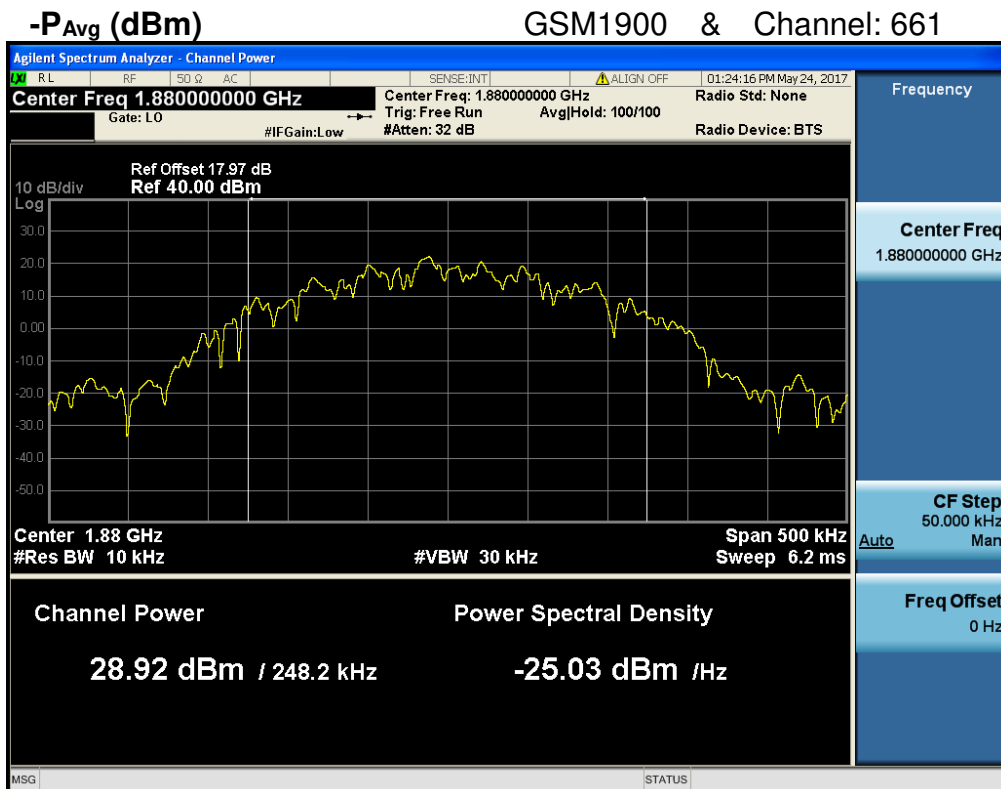 -PAvg (dBm) GSM1900 & Channel: 661
Agilent Spectrum Analyzer - Channel Power
LXI RL RF 50 Ω AC SENSE:INT ALIGN OFF 01:24:16 PM May 24, 2017
Center Freq 1.880000000 GHz
Gate: LO
#IFGain:Low
Center Freq: 1.880000000 GHz
Trig: Free Run Avg|Hold: 100/100
#Atten: 32 dB
Radio Std: None
Radio Device: BTS
Ref Offset 17.97 dB
10 dB/div Ref 40.00 dBm
Log
30.0
20.0
10.0
0.00
-10.0
-20.0
-30.0
-40.0
-50.0
Center 1.88 GHz Span 500 kHz
#Res BW 10 kHz #VBW 30 kHz Sweep 6.2 ms
Channel Power Power Spectral Density
28.92 dBm / 248.2 kHz -25.03 dBm /Hz
MSG STATUS
Frequency
Center Freq
1.880000000 GHz
CF Step
50.000 kHz
Auto Man
Freq Offset
0 Hz